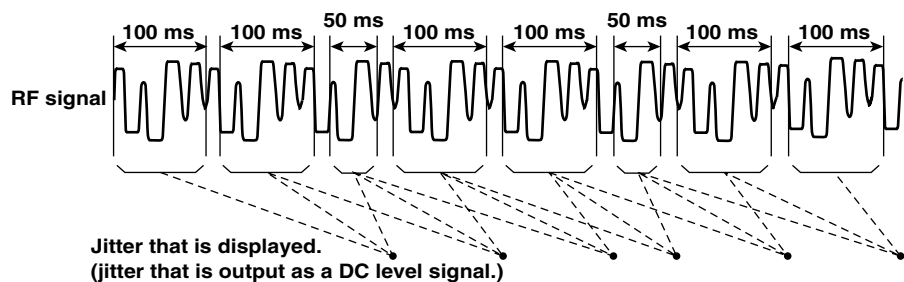 50 ms
50 ms
100 ms
100 ms
100 ms
100 ms
100 ms
100 ms
RF signal
Jitter that is displayed.
(jitter that is output as a DC level signal.)